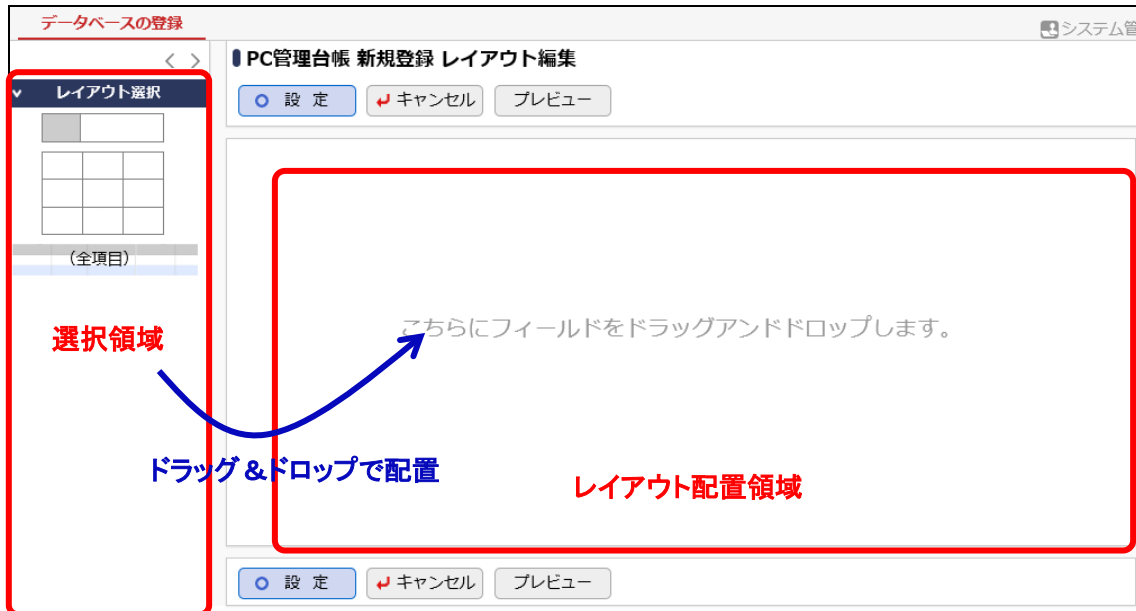 データベースの登録
システム管
< >
PC管理台帳 新規登録 レイアウト編集
レイアウト選択
設 定
キャンセル
プレビュー
(全項目)
こちらにフィールドをドラッグアンドドロップします。
選択領域
ドラッグ&ドロップで配置
レイアウト配置領域
設 定
キャンセル
プレビュー